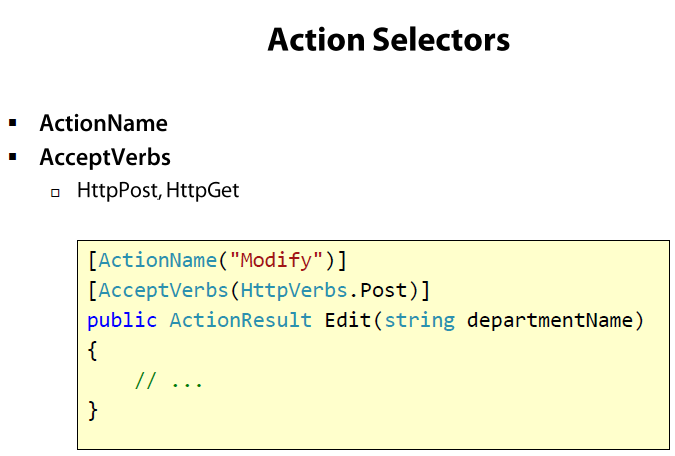 Action Selectors
ActionName
AcceptVerbs
HttpPost, HttpGet
[ActionName("Modify")]
[AcceptVerbs(HttpVerbs.Post)]
public ActionResult Edit(string departmentName)
{
    // ...
}